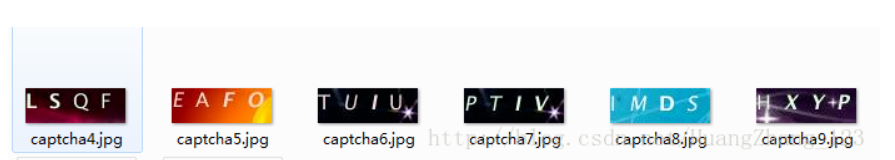 L S Q F E A F O T U I U P T I V I M D S H X Y P
captcha4.jpg captcha5.jpg captcha6.jpg captcha7.jpg captcha8.jpg captcha9.jpg